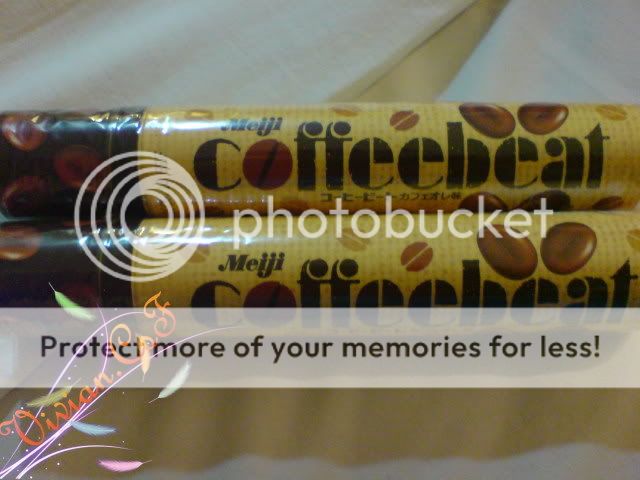 Meiji
coffeebeat
コーヒービート カフェオレ味
photobucket
Meiji
coffeebeat
Protect more of your memories for less!
Vivian.G.F